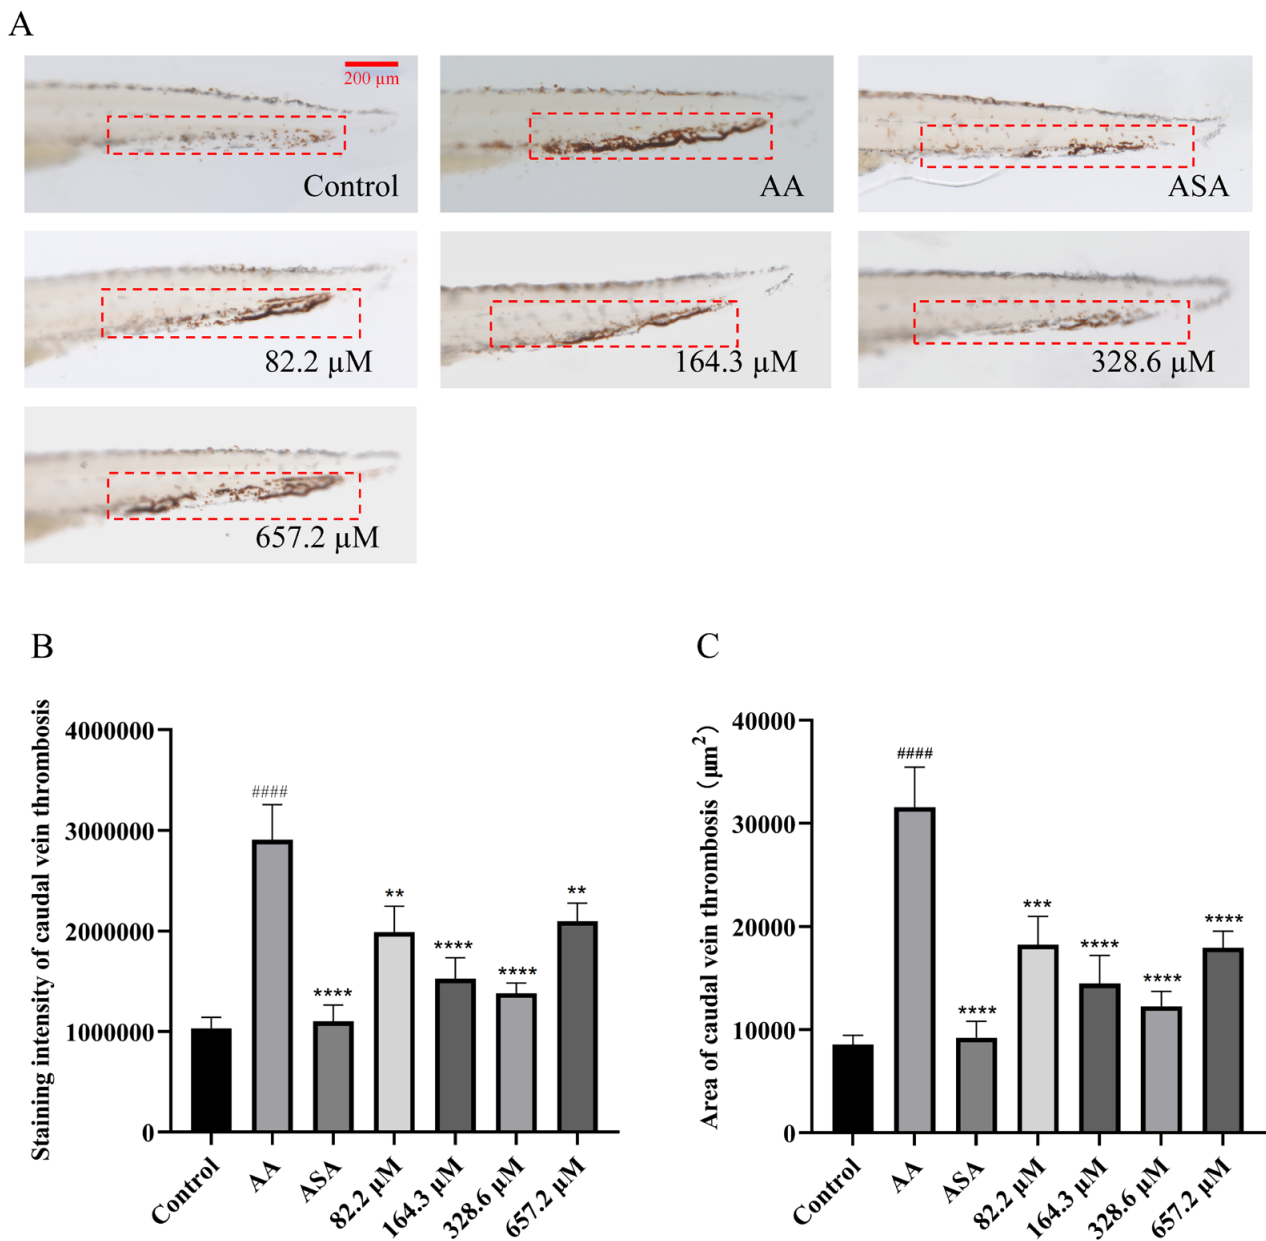 A
200 μm
Control
AA
ASA
82.2 μM
164.3 μM
328.6 μM
657.2 μM
B
Staining intensity of caudal vein thrombosis
4000000
3000000
2000000
1000000
0
####
****
**
****
****
**
Control
AA
ASA
82.2 μM
164.3 μM
328.6 μM
657.2 μM
C
Area of caudal vein thrombosis（μm²）
40000
30000
20000
10000
0
####
****
***
****
****
****
Control
AA
ASA
82.2 μM
164.3 μM
328.6 μM
657.2 μM